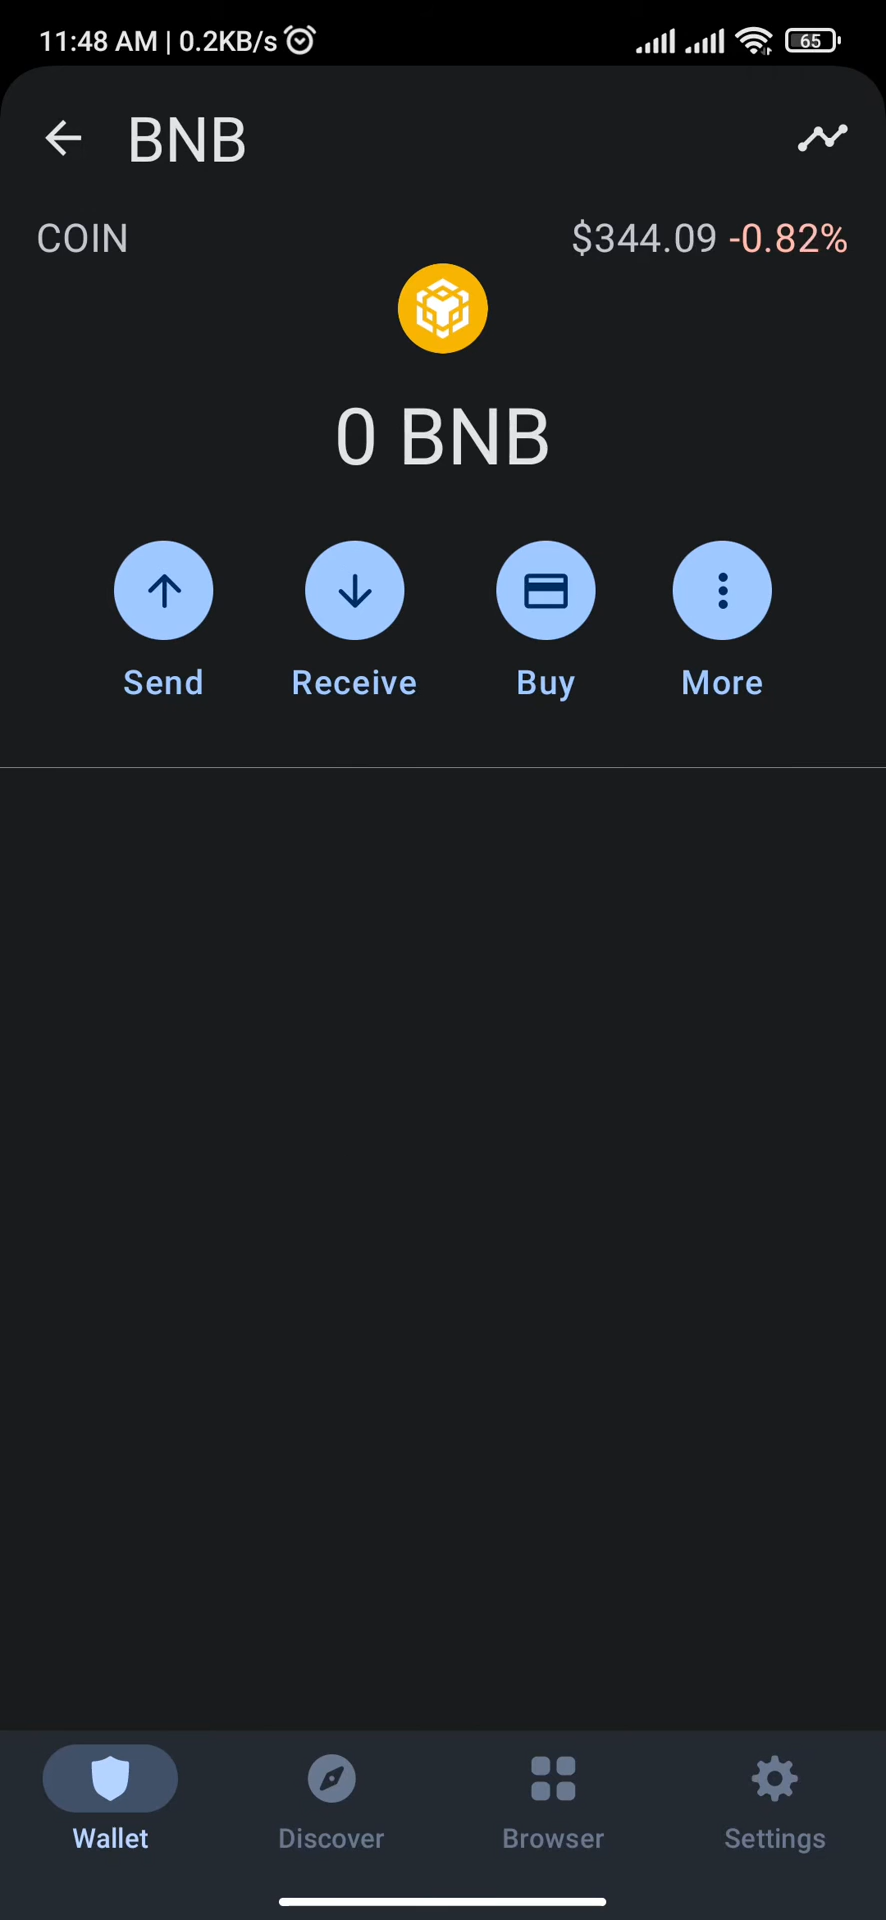 11:48 AM | 0.2KB/s 65
BNB
COIN $344.09 -0.82%
0 BNB
Send Receive Buy More
Wallet Discover Browser Settings